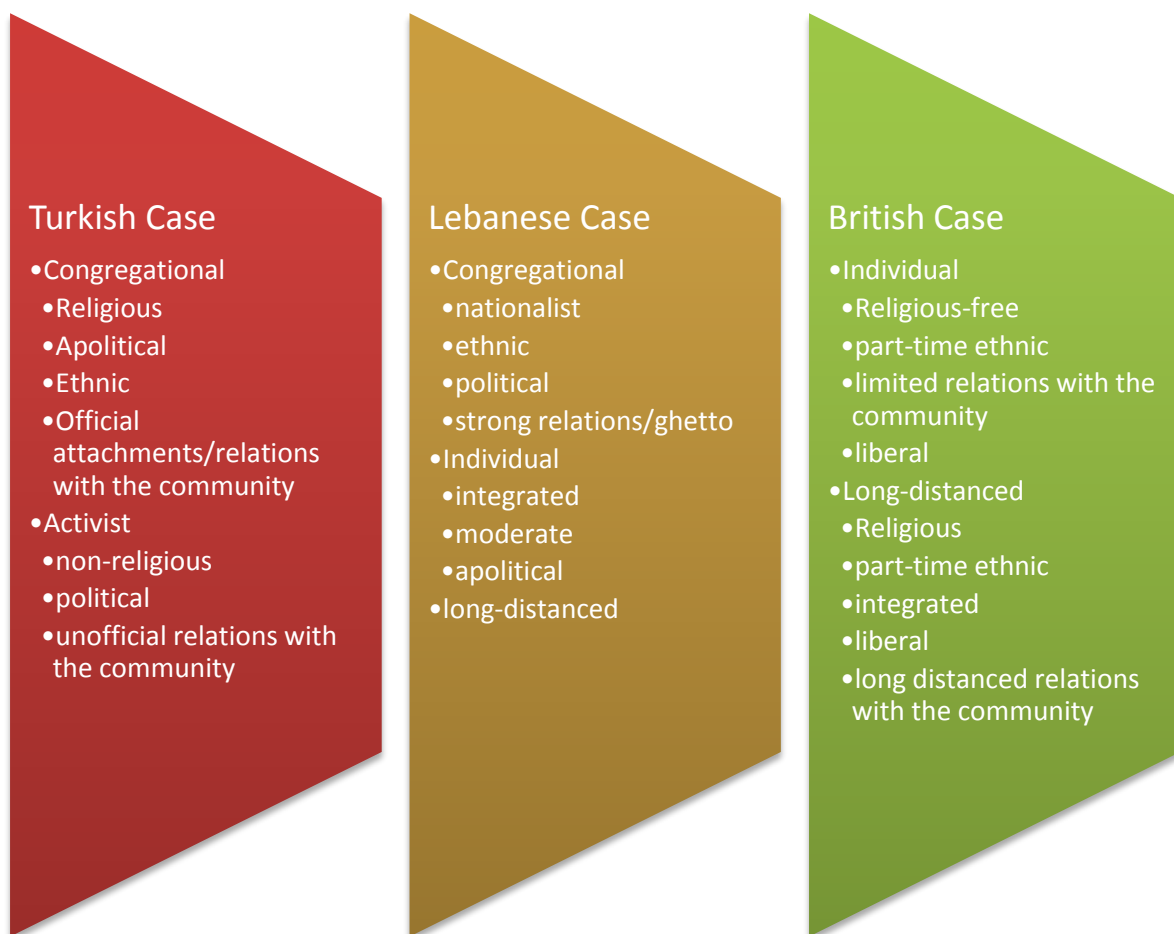 Turkish Case
•Congregational
•Religious
•Apolitical
•Ethnic
•Official
attachments/relations
with the community
•Activist
•non-religious
•political
•unofficial relations with
the community
Lebanese Case
•Congregational
•nationalist
•ethnic
•political
•strong relations/ghetto
•Individual
•integrated
•moderate
•apolitical
•long-distanced
British Case
•Individual
•Religious-free
•part-time ethnic
•limited relations with the
community
•liberal
•Long-distanced
•Religious
•part-time ethnic
•integrated
•liberal
•long distanced relations
with the community